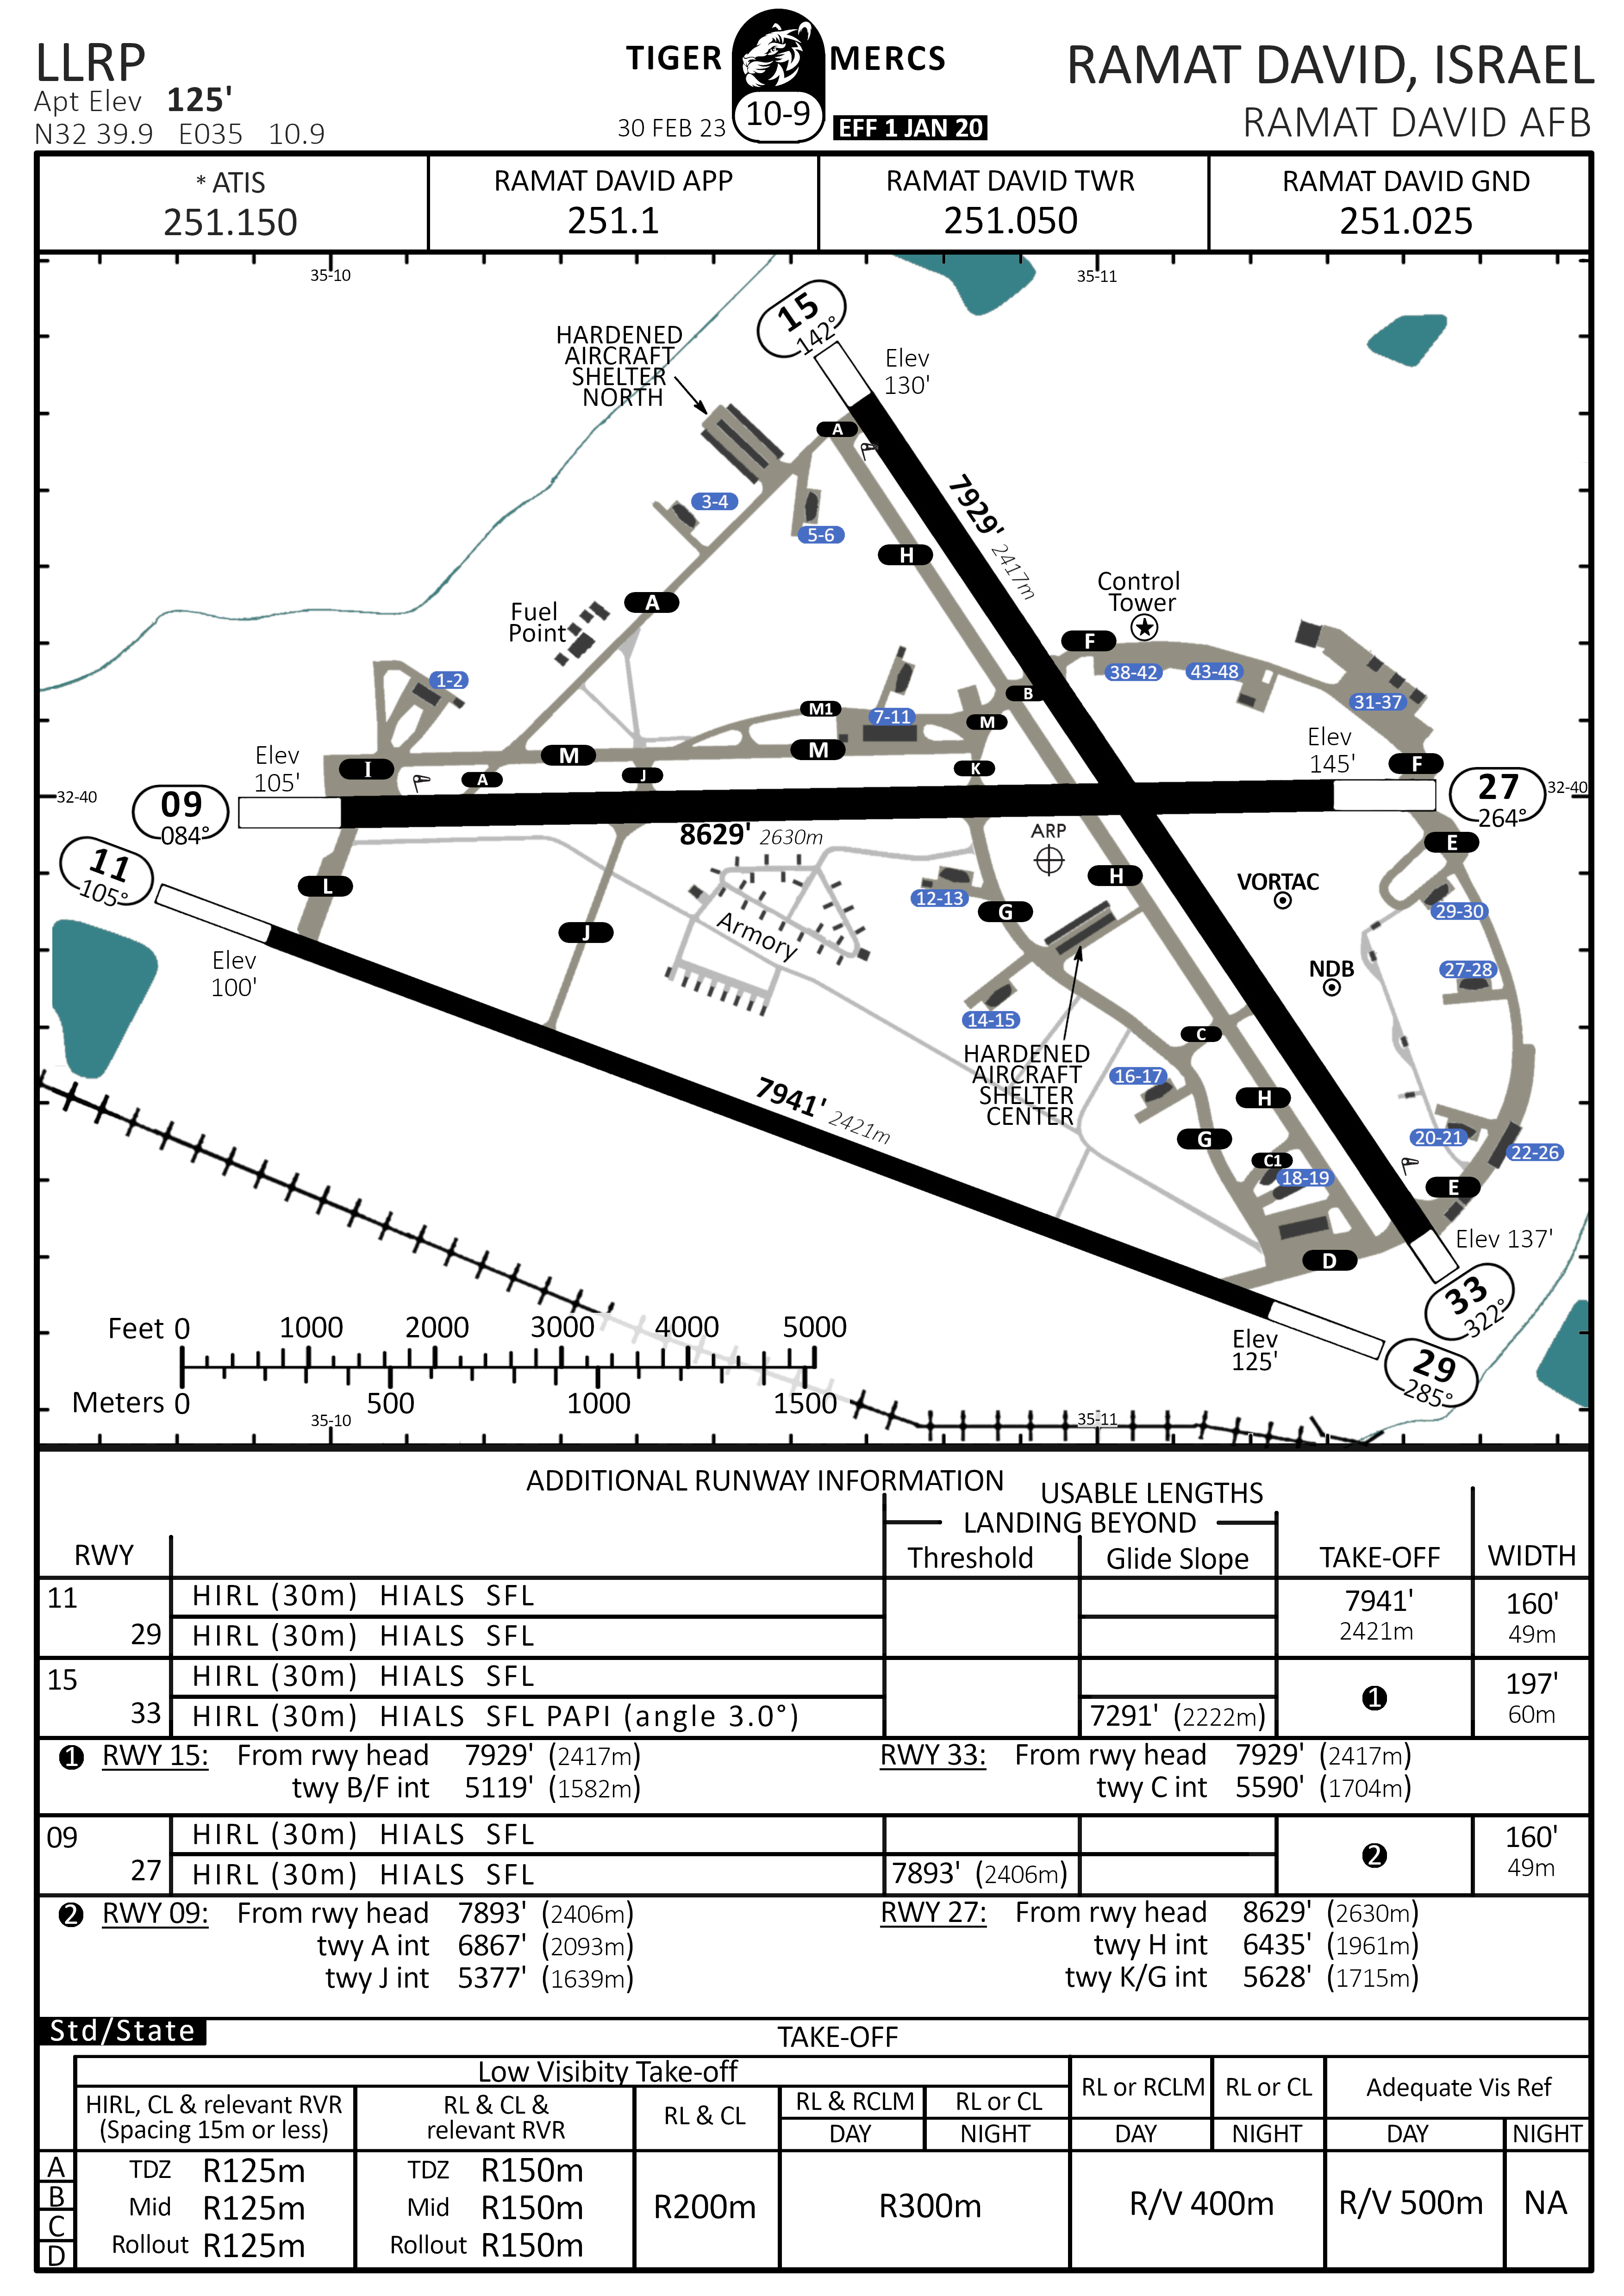 LLRP
Apt Elev 125'
N32 39.9 E035 10.9
TIGER MERCS
10-9
30 FEB 23
EFF 1 JAN 20
RAMAT DAVID, ISRAEL
RAMAT DAVID AFB
* ATIS
251.150
RAMAT DAVID APP
251.1
RAMAT DAVID TWR
251.050
RAMAT DAVID GND
251.025
35-10
35-11
15
142°
HARDENED
AIRCRAFT
SHELTER
NORTH
Elev
130'
A
3-4
5-6
7929' 2417m
H
Control
Tower
A
Fuel
Point
F
38-42
43-48
1-2
B
31-37
M1
7-11
M
Elev
105'
M
M
Elev
145'
I
A
J
K
F
32-40
09
084°
27
264°
32-40
8629' 2630m
ARP
E
11
105°
L
H
VORTAC
12-13
G
29-30
Armory
J
Elev
100'
NDB
27-28
14-15
C
HARDENED
AIRCRAFT
SHELTER
CENTER
16-17
7941' 2421m
H
G
20-21
22-26
C1
18-19
E
Elev 137'
D
33
322°
Elev
125'
29
285°
Feet 0 1000 2000 3000 4000 5000
Meters 0 500 1000 1500
35-10
35-11
ADDITIONAL RUNWAY INFORMATION
USABLE LENGTHS
LANDING BEYOND
RWY Threshold Glide Slope TAKE-OFF WIDTH
11 HIRL (30m) HIALS SFL 7941' 160'
29 HIRL (30m) HIALS SFL 2421m 49m
15 HIRL (30m) HIALS SFL 1 197'
33 HIRL (30m) HIALS SFL PAPI (angle 3.0°) 7291' (2222m) 60m
1 RWY 15: From rwy head 7929' (2417m) RWY 33: From rwy head 7929' (2417m)
twy B/F int 5119' (1582m) twy C int 5590' (1704m)
09 HIRL (30m) HIALS SFL 2 160'
27 HIRL (30m) HIALS SFL 7893' (2406m) 49m
2 RWY 09: From rwy head 7893' (2406m) RWY 27: From rwy head 8629' (2630m)
twy A int 6867' (2093m) twy H int 6435' (1961m)
twy J int 5377' (1639m) twy K/G int 5628' (1715m)
Std/State
TAKE-OFF
Low Visibity Take-off
HIRL, CL & relevant RVR
(Spacing 15m or less)
RL & CL &
relevant RVR
RL & CL
RL & RCLM
DAY
RL or CL
NIGHT
RL or RCLM
DAY
RL or CL
NIGHT
Adequate Vis Ref
DAY
NIGHT
A
B
C
D
TDZ R125m
Mid R125m
Rollout R125m
TDZ R150m
Mid R150m
Rollout R150m
R200m
R300m
R/V 400m
R/V 500m
NA